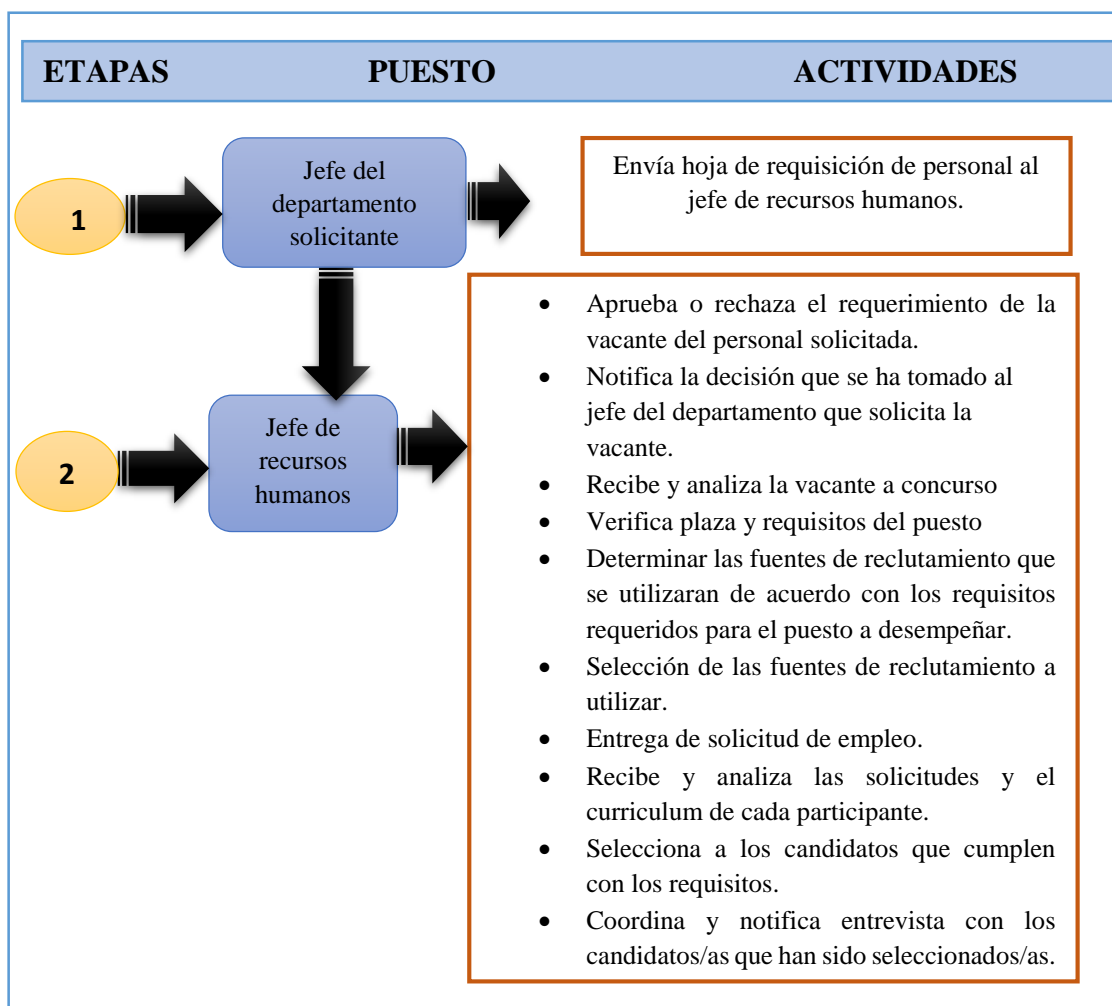 ETAPAS PUESTO ACTIVIDADES
1
Jefe del
departamento
solicitante
Envía hoja de requisición de personal al
jefe de recursos humanos.
2
Jefe de
recursos
humanos
• Aprueba o rechaza el requerimiento de la
vacante del personal solicitada.
• Notifica la decisión que se ha tomado al
jefe del departamento que solicita la
vacante.
• Recibe y analiza la vacante a concurso
• Verifica plaza y requisitos del puesto
• Determinar las fuentes de reclutamiento que
se utilizaran de acuerdo con los requisitos
requeridos para el puesto a desempeñar.
• Selección de las fuentes de reclutamiento a
utilizar.
• Entrega de solicitud de empleo.
• Recibe y analiza las solicitudes y el
curriculum de cada participante.
• Selecciona a los candidatos que cumplen
con los requisitos.
• Coordina y notifica entrevista con los
candidatos/as que han sido seleccionados/as.